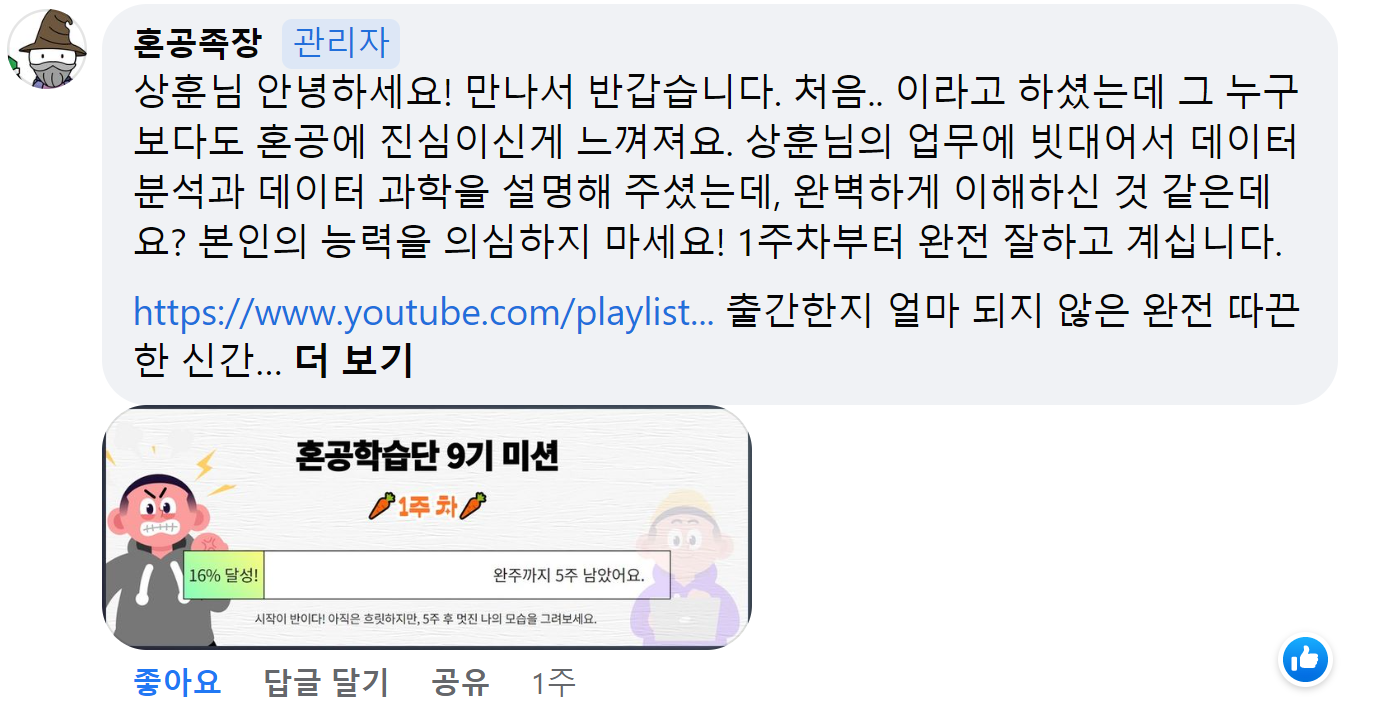 혼공족장 관리자
상훈님 안녕하세요! 만나서 반갑습니다. 처음.. 이라고 하셨는데 그 누구
보다도 혼공에 진심이신게 느껴져요. 상훈님의 업무에 빗대어서 데이터
분석과 데이터 과학을 설명해 주셨는데, 완벽하게 이해하신 것 같은데
요? 본인의 능력을 의심하지 마세요! 1주차부터 완전 잘하고 계십니다.
https://www.youtube.com/playlist... 출간한지 얼마 되지 않은 완전 따끈
한 신간... 더 보기
혼공학습단 9기 미션
1주 차
16% 달성!
완주까지 5주 남았어요.
시작이 반이다! 아직은 흐릿하지만, 5주 후 멋진 나의 모습을 그려보세요.
좋아요 답글 달기 공유 1주